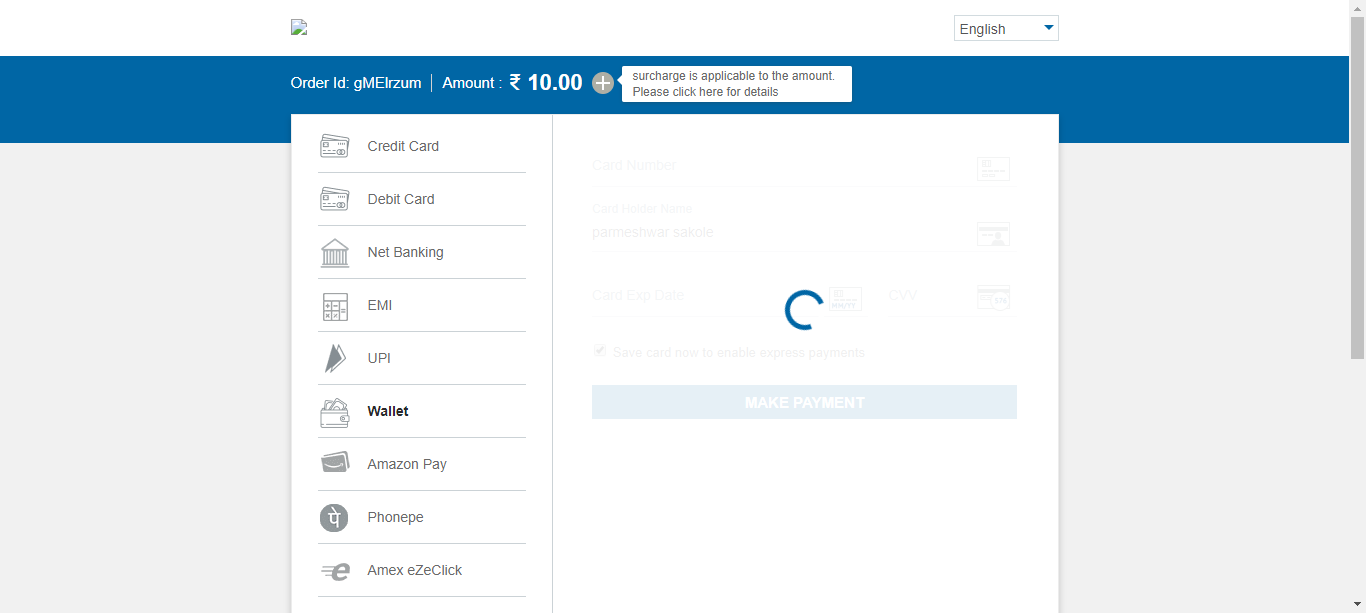 English
Order Id: gMElrzum
Amount : ₹ 10.00
surcharge is applicable to the amount.
Please click here for details
Credit Card
Debit Card
Net Banking
EMI
UPI
Wallet
Amazon Pay
Phonepe
Amex eZeClick
Card Number
Card Holder Name
parmeshwar sakole
Card Exp Date
CVV
Save card now to enable express payments
MAKE PAYMENT